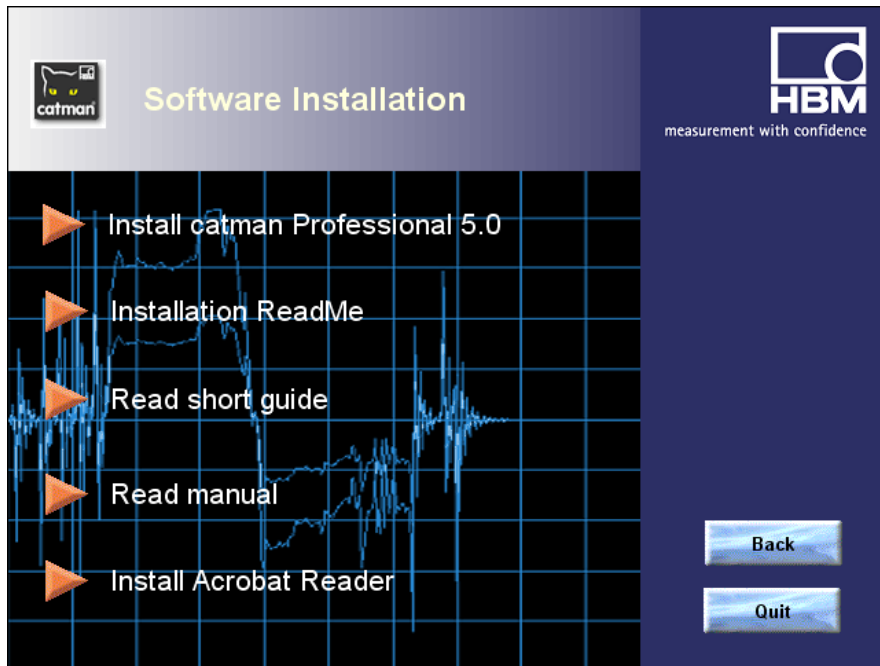 catman
Software Installation
HBM
measurement with confidence
Install catman Professional 5.0
Installation ReadMe
Read short guide
Read manual
Install Acrobat Reader
Back
Quit